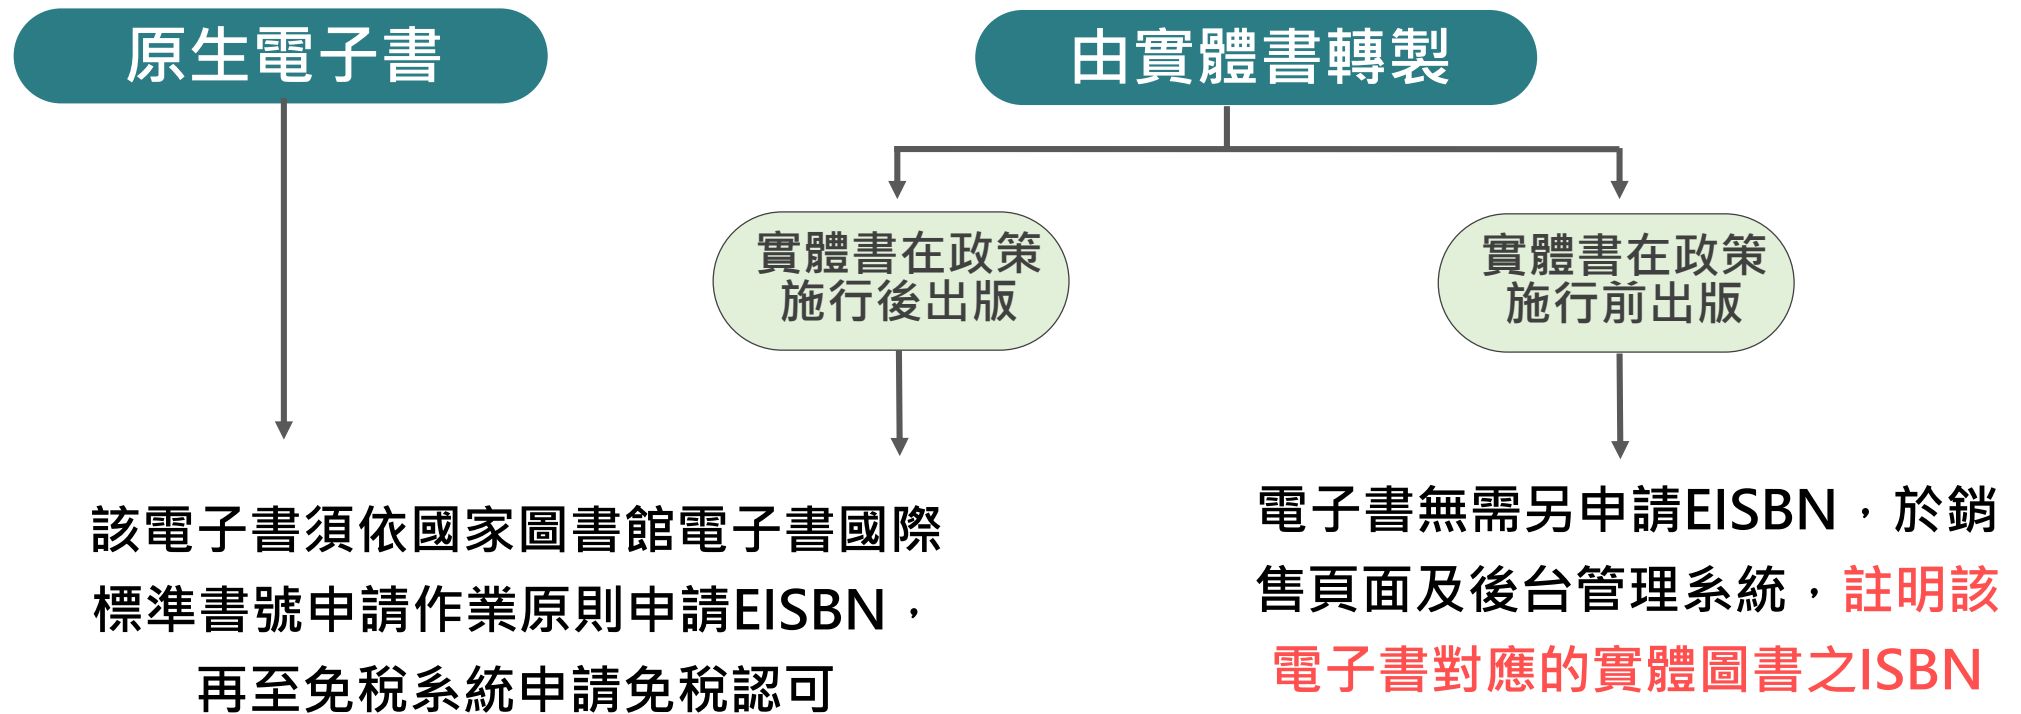 原生電子書
由實體書轉製
實體書在政策
施行後出版
實體書在政策
施行前出版
該電子書須依國家圖書館電子書國際
標準書號申請作業原則申請EISBN，
再至免稅系統申請免稅認可
電子書無需另申請EISBN，於銷
售頁面及後台管理系統，註明該
電子書對應的實體圖書之ISBN